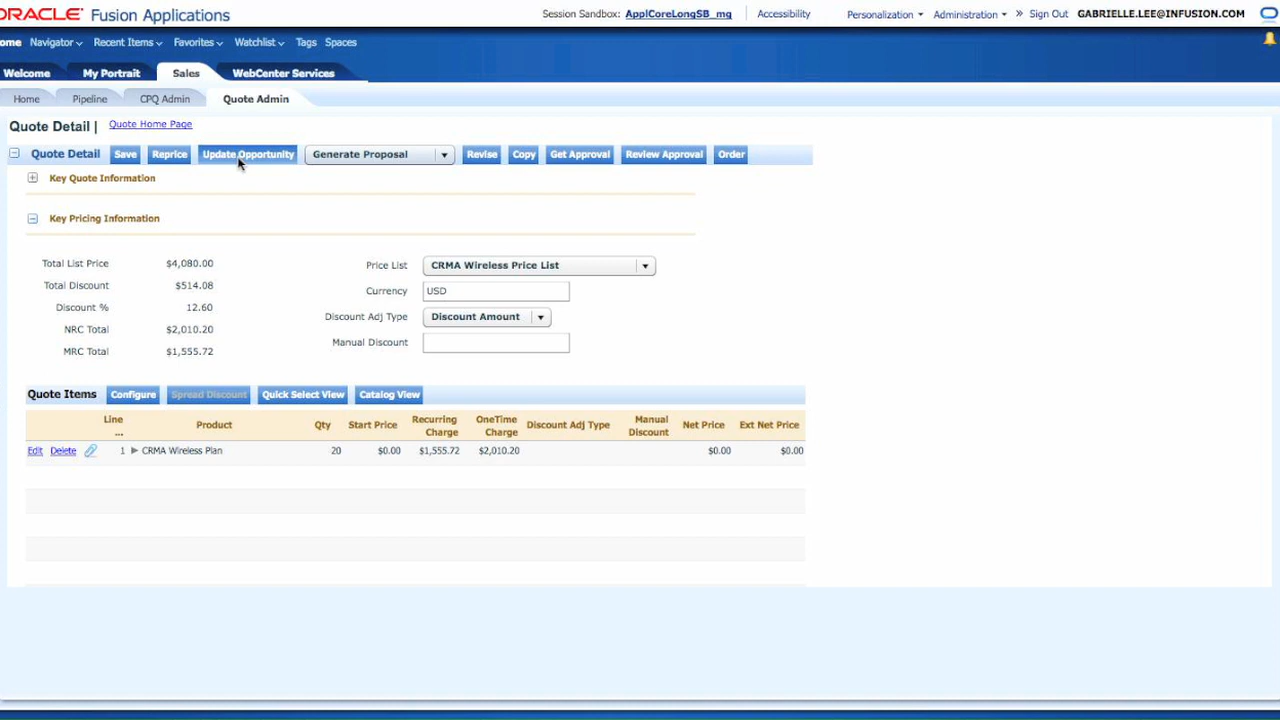 ORACLE Fusion Applications Session Sandbox: ApplCoreLongSB_mg Accessibility Personalization Administration » Sign Out GABRIELLE.LEE@INFUSION.COM
ome Navigator Recent Items Favorites Watchlist Tags Spaces
Welcome My Portrait Sales WebCenter Services
Home Pipeline CPQ Admin Quote Admin
Quote Detail | Quote Home Page
Quote Detail Save Reprice Update Opportunity Generate Proposal Revise Copy Get Approval Review Approval Order
Key Quote Information
Key Pricing Information
Total List Price $4,080.00 Price List CRMA Wireless Price List
Total Discount $514.08 Currency USD
Discount % 12.60 Discount Adj Type Discount Amount
NRC Total $2,010.20 Manual Discount
MRC Total $1,555.72
Quote Items Configure Spread Discount Quick Select View Catalog View
Line ... Product Qty Start Price Recurring Charge OneTime Charge Discount Adj Type Manual Discount Net Price Ext Net Price
Edit Delete 1 CRMA Wireless Plan 20 $0.00 $1,555.72 $2,010.20 $0.00 $0.00